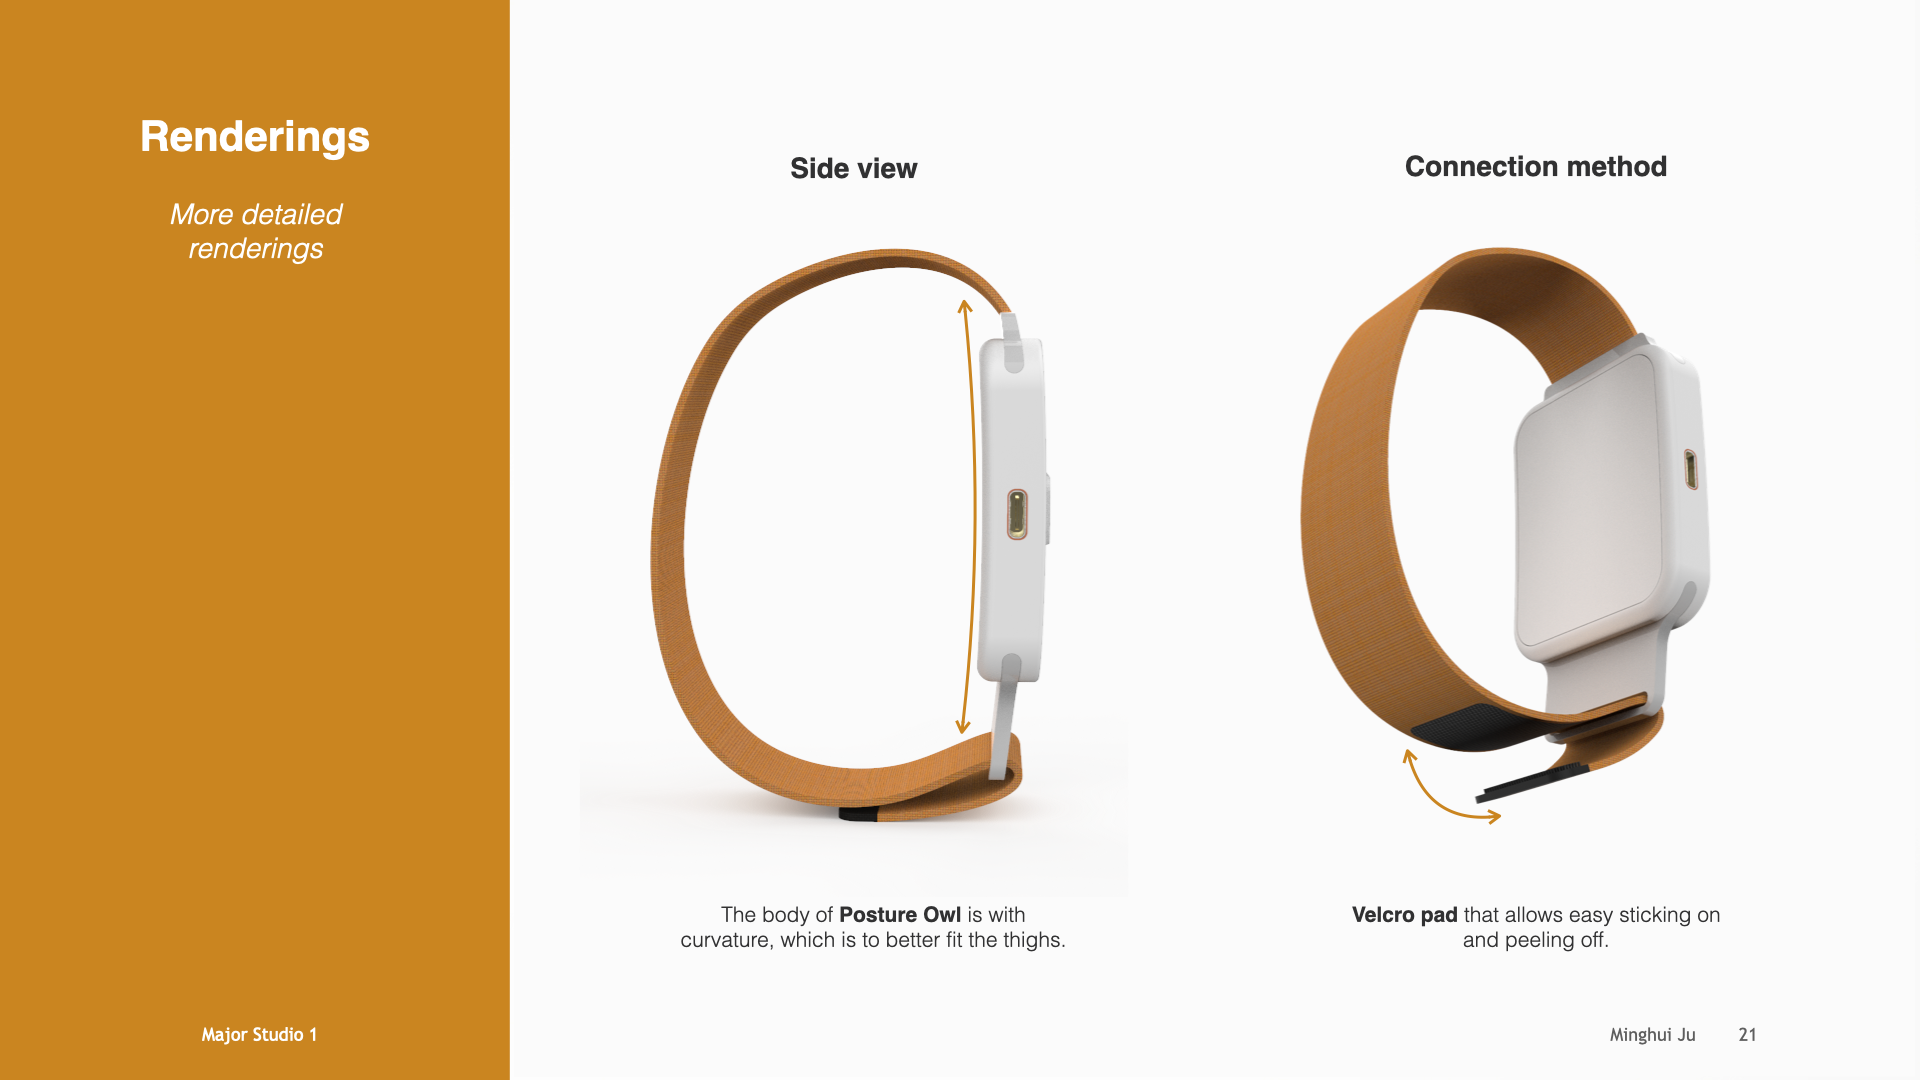 Renderings
More detailed
renderings
Side view
The body of Posture Owl is with
curvature, which is to better fit the thighs.
Connection method
Velcro pad that allows easy sticking on
and peeling off.
Major Studio 1
Minghui Ju
21